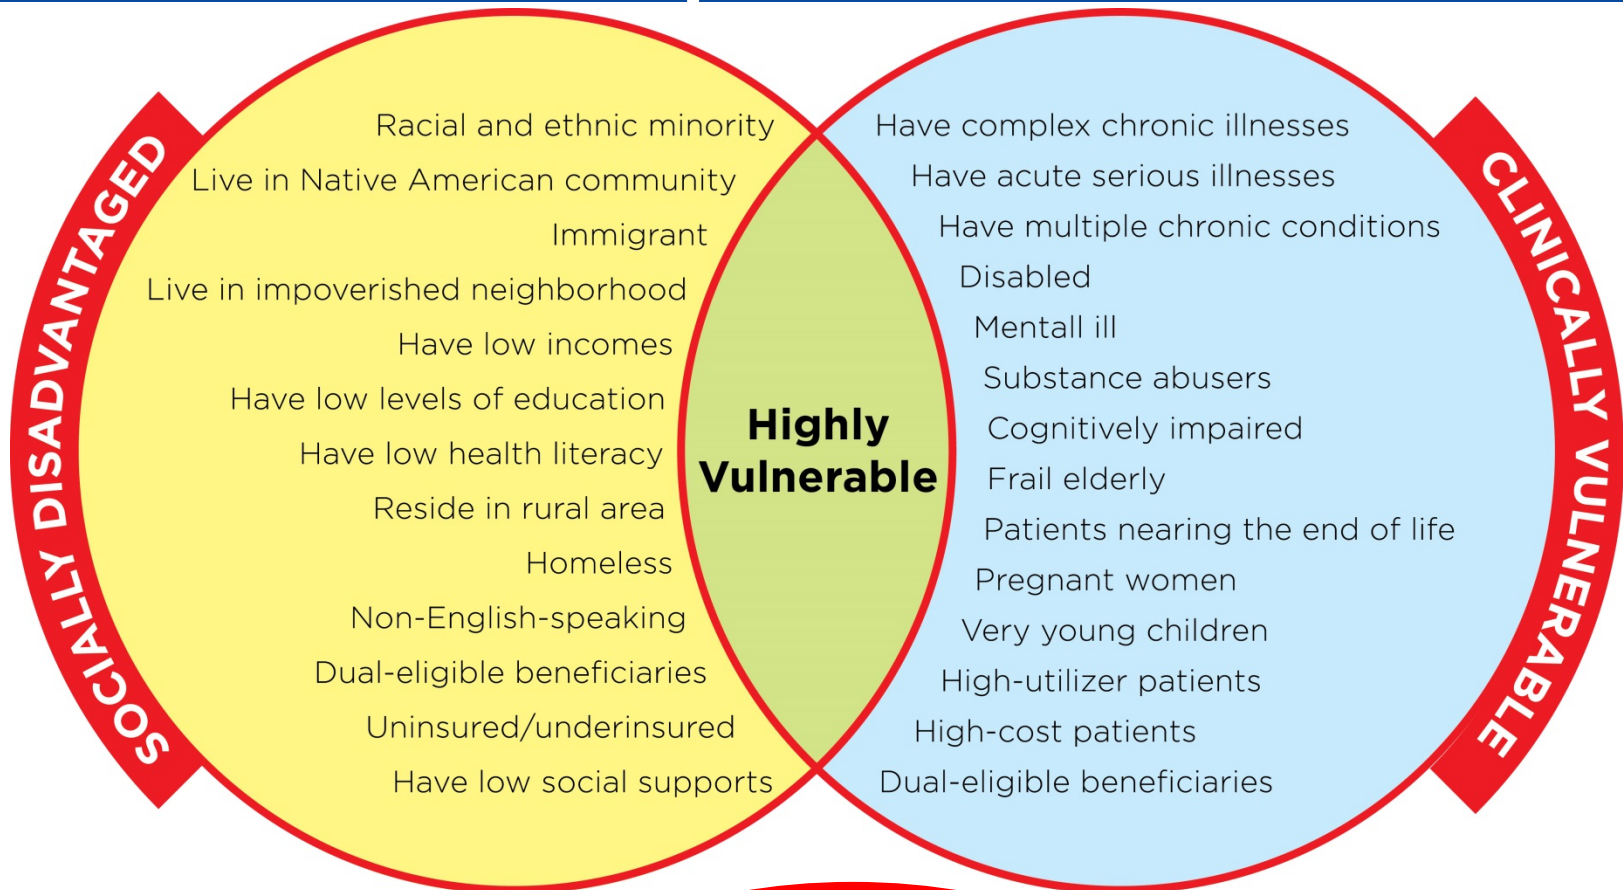 SOCIALLY DISADVANTAGED
Racial and ethnic minority
Live in Native American community
Immigrant
Live in impoverished neighborhood
Have low incomes
Have low levels of education
Have low health literacy
Reside in rural area
Homeless
Non-English-speaking
Dual-eligible beneficiaries
Uninsured/underinsured
Have low social supports
Highly
Vulnerable
Have complex chronic illnesses
Have acute serious illnesses
Have multiple chronic conditions
Disabled
Mentall ill
Substance abusers
Cognitively impaired
Frail elderly
Patients nearing the end of life
Pregnant women
Very young children
High-utilizer patients
High-cost patients
Dual-eligible beneficiaries
CLINICALLY VULNERABLE